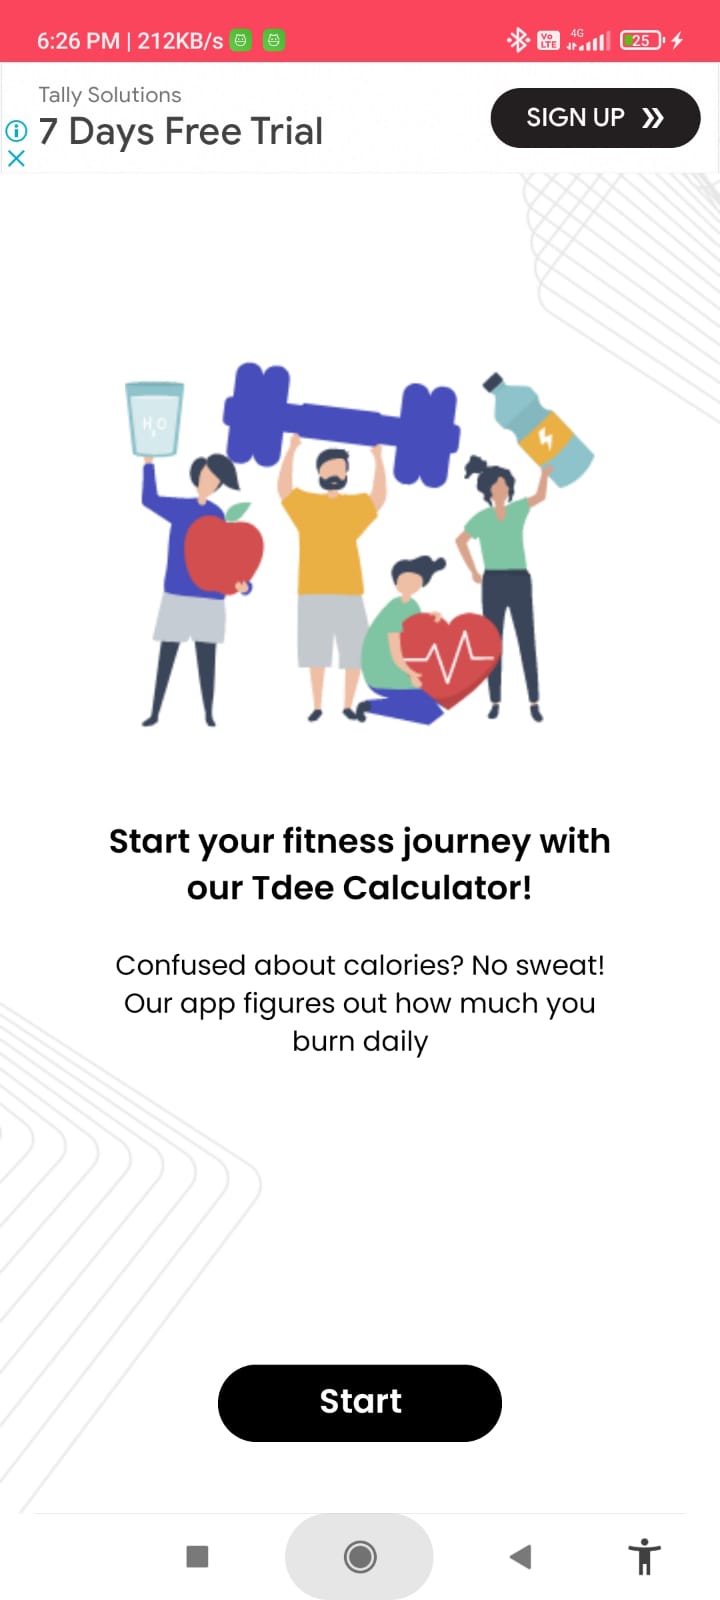 6:26 PM | 212KB/s
Vo LTE 4G 25
Tally Solutions
7 Days Free Trial
SIGN UP
H₂O
Start your fitness journey with
our Tdee Calculator!
Confused about calories? No sweat!
Our app figures out how much you
burn daily
Start